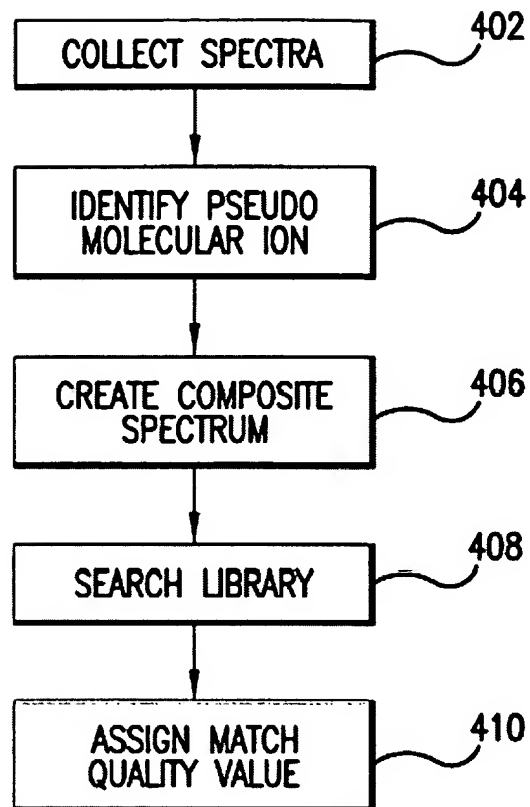 COLLECT SPECTRA
402
IDENTIFY PSEUDO
MOLECULAR ION
404
CREATE COMPOSITE
SPECTRUM
406
SEARCH LIBRARY
408
ASSIGN MATCH
QUALITY VALUE
410